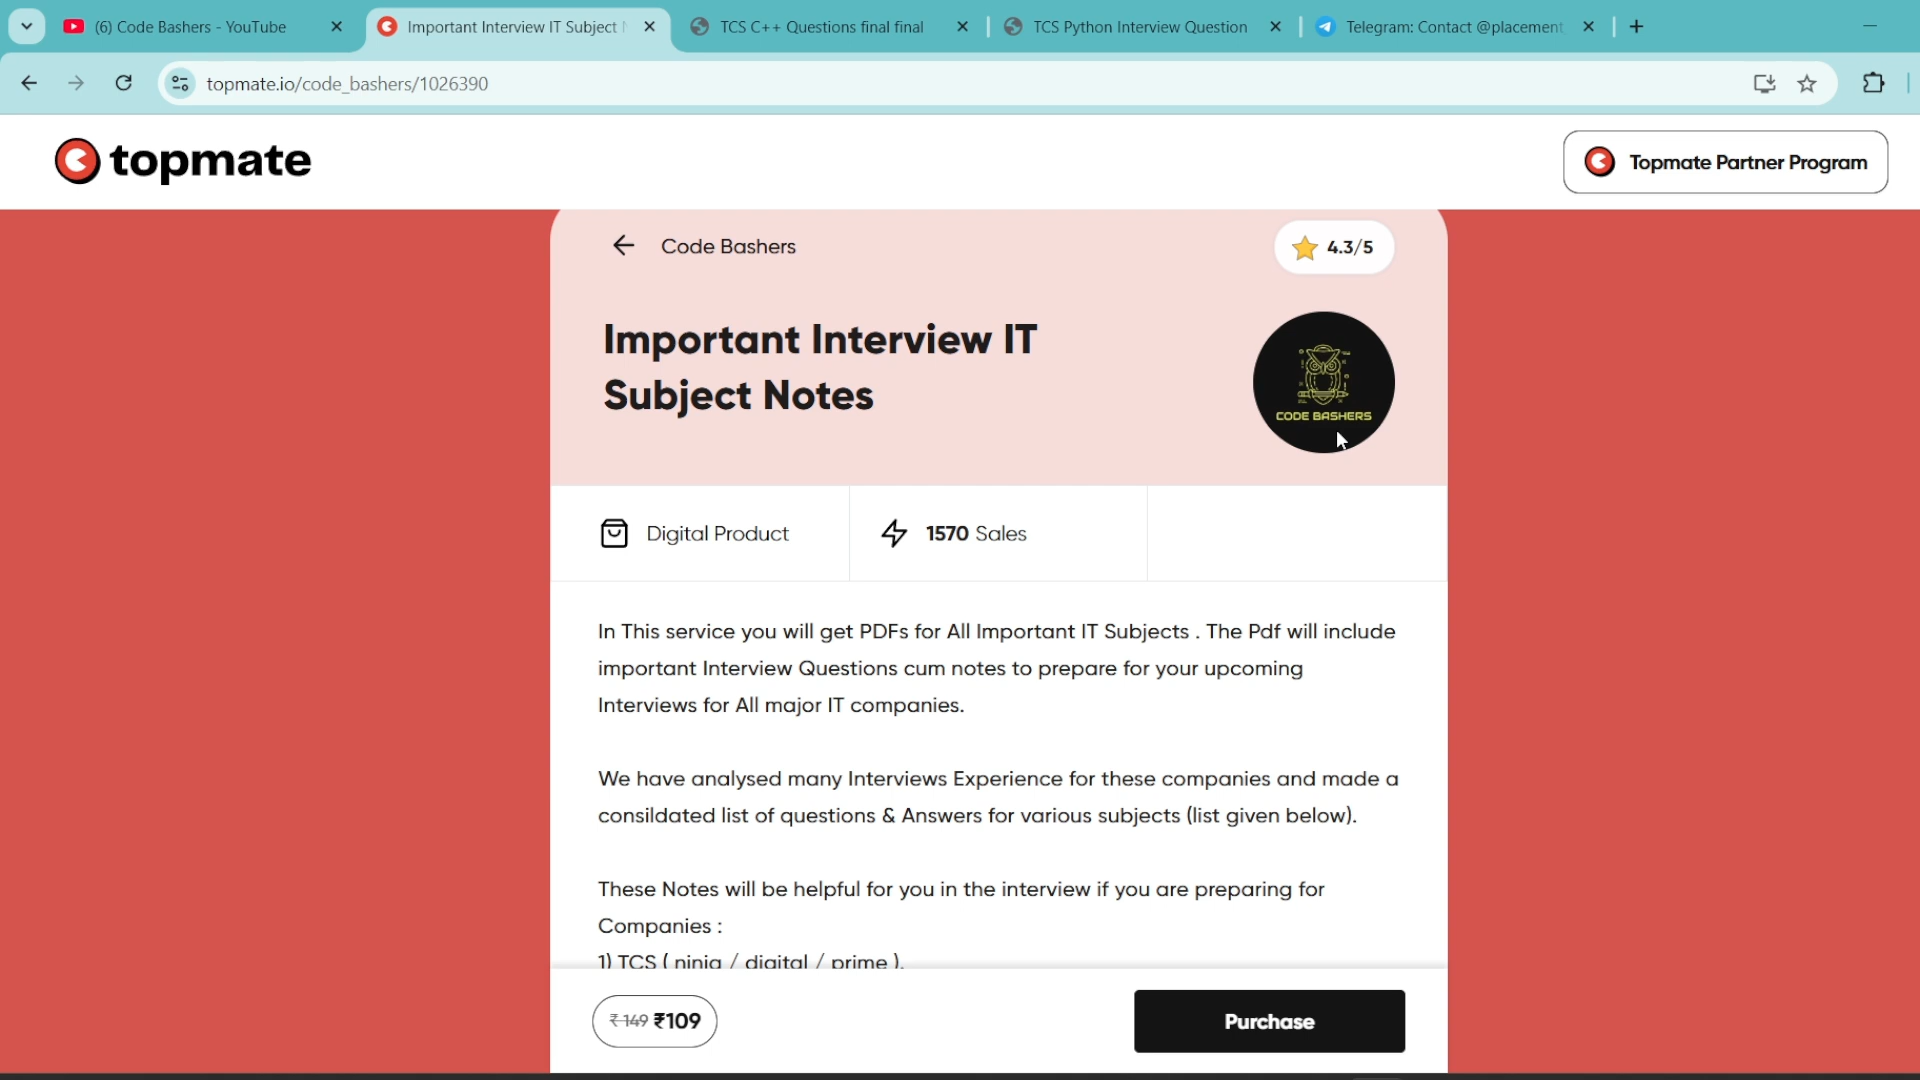 (6) Code Bashers - YouTube
Important Interview IT Subject N
TCS C++ Questions final final
TCS Python Interview Question
Telegram: Contact @placement
topmate.io/code_bashers/1026390
topmate
Topmate Partner Program
Code Bashers
4.3/5
Important Interview IT
Subject Notes
CODE BASHERS
Digital Product
1570 Sales
In This service you will get PDFs for All Important IT Subjects . The Pdf will include
important Interview Questions cum notes to prepare for your upcoming
Interviews for All major IT companies.
We have analysed many Interviews Experience for these companies and made a
consildated list of questions & Answers for various subjects (list given below).
These Notes will be helpful for you in the interview if you are preparing for
Companies :
1) TCS ( ninja / digital / prime ).
₹ 149 ₹109
Purchase